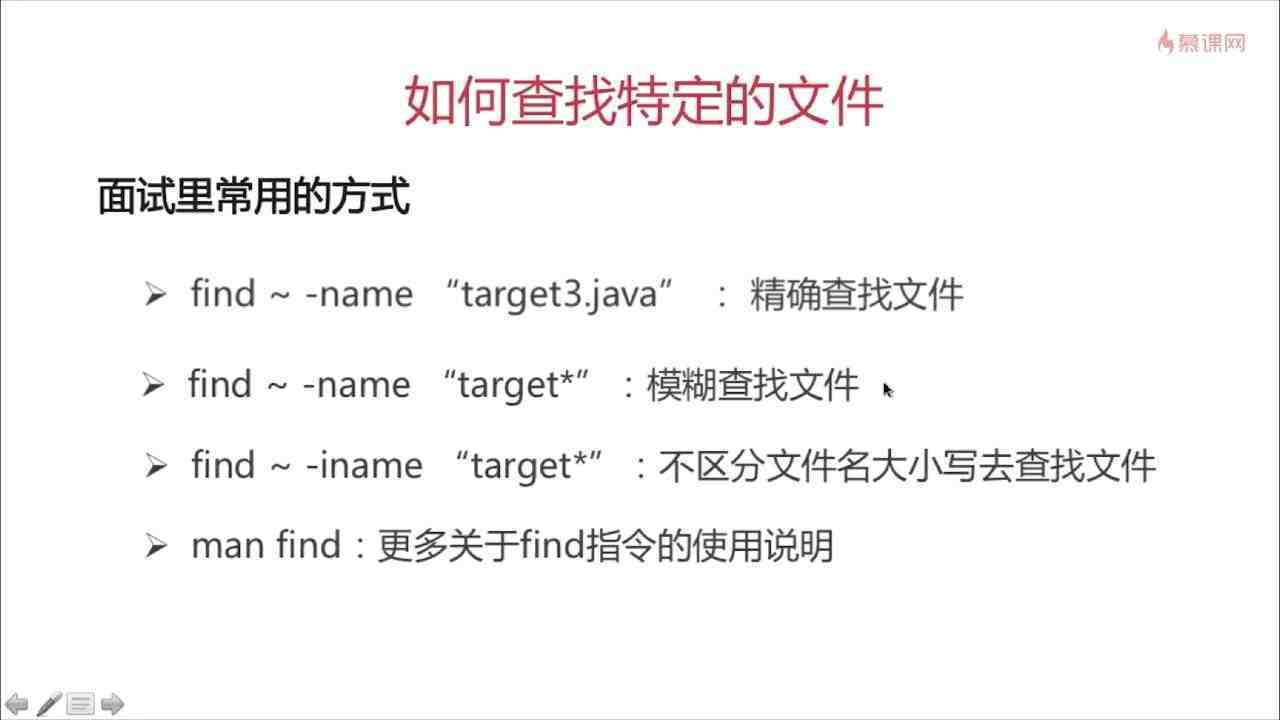 慕课网
如何查找特定的文件
面试里常用的方式
➢ find ~ -name “target3.java” ： 精确查找文件
➢ find ~ -name “target*” ：模糊查找文件
➢ find ~ -iname “target*” ：不区分文件名大小写去查找文件
➢ man find：更多关于find指令的使用说明